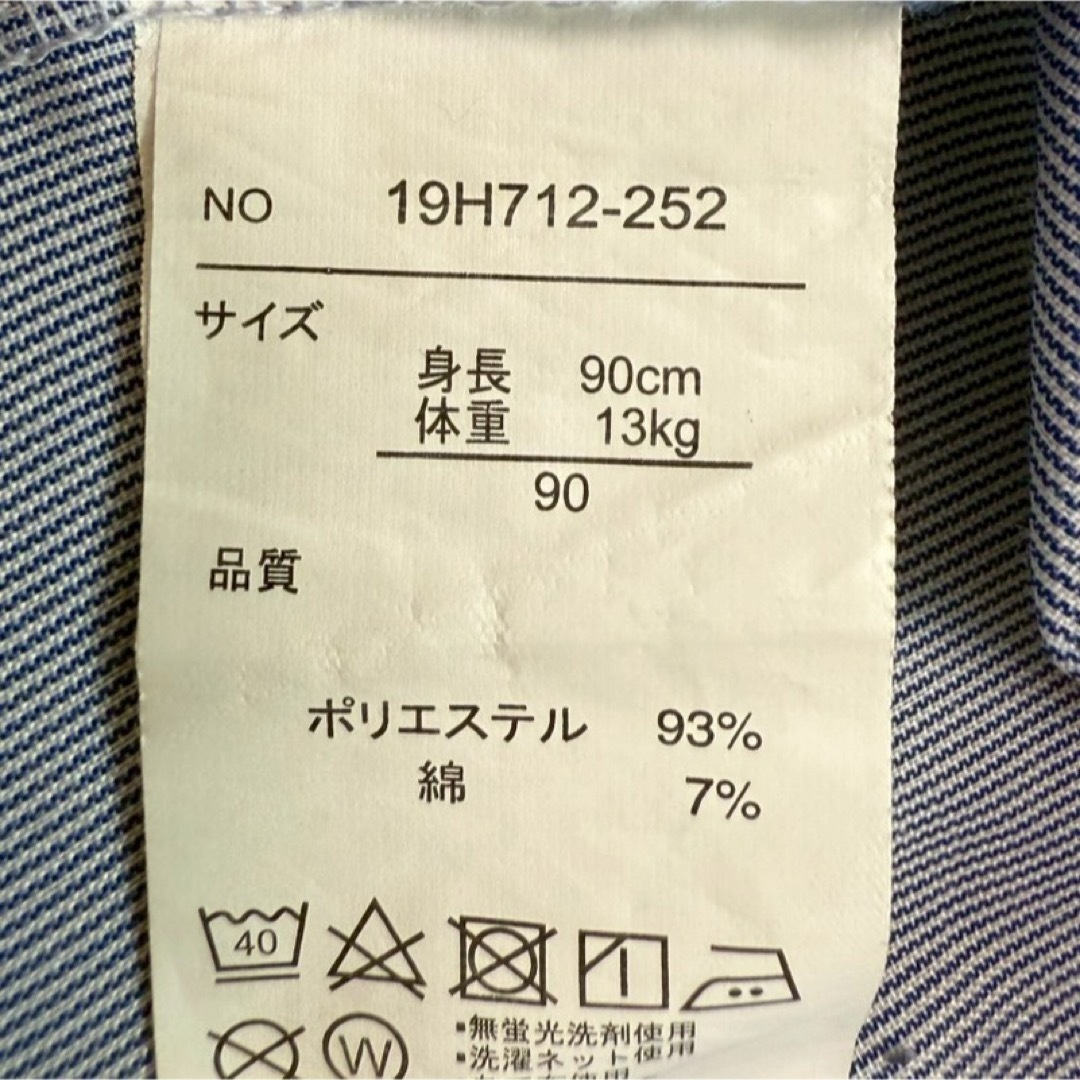 NO 19H712-252
サイズ
身長 90cm
体重 13kg
90
品質
ポリエステル 93%
綿 7%
40
W
▪無蛍光洗剤使用
▪洗濯ネット使用